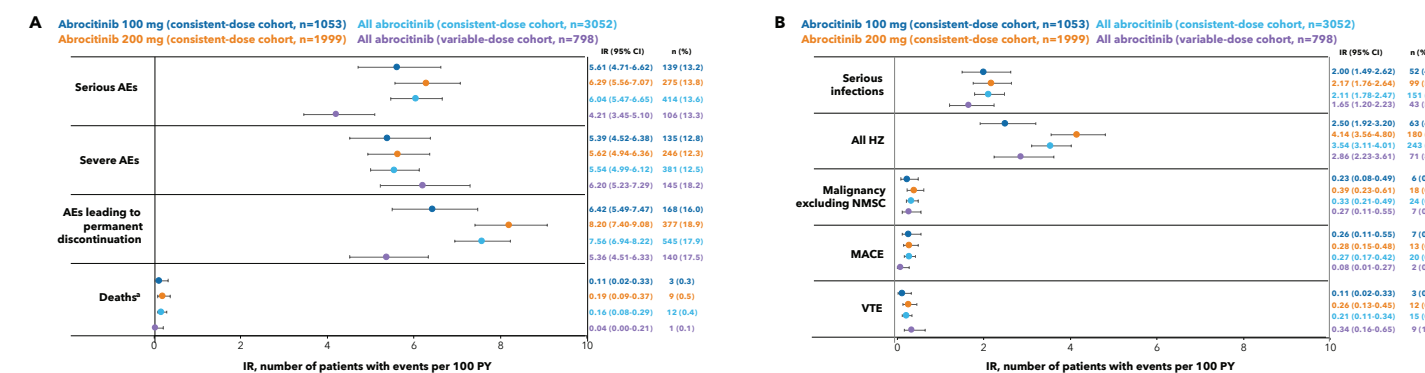 A
Abrocitinib 100 mg (consistent-dose cohort, n=1053) All abrocitinib (consistent-dose cohort, n=3052)
Abrocitinib 200 mg (consistent-dose cohort, n=1999) All abrocitinib (variable-dose cohort, n=798)
IR (95% CI) n (%)
Serious AEs
5.61 (4.71-6.62) 139 (13.2)
6.29 (5.56-7.07) 275 (13.8)
6.04 (5.47-6.65) 414 (13.6)
4.21 (3.45-5.10) 106 (13.3)
Severe AEs
5.39 (4.52-6.38) 135 (12.8)
5.62 (4.94-6.36) 246 (12.3)
5.54 (4.99-6.12) 381 (12.5)
6.20 (5.23-7.29) 145 (18.2)
AEs leading to
permanent
discontinuation
6.42 (5.49-7.47) 168 (16.0)
8.20 (7.40-9.08) 377 (18.9)
7.56 (6.94-8.22) 545 (17.9)
5.36 (4.51-6.33) 140 (17.5)
Deathsª
0.11 (0.02-0.33) 3 (0.3)
0.19 (0.09-0.37) 9 (0.5)
0.16 (0.08-0.29) 12 (0.4)
0.04 (0.00-0.21) 1 (0.1)
0 2 4 6 8 10
IR, number of patients with events per 100 PY
B
Abrocitinib 100 mg (consistent-dose cohort, n=1053) All abrocitinib (consistent-dose cohort, n=3052)
Abrocitinib 200 mg (consistent-dose cohort, n=1999) All abrocitinib (variable-dose cohort, n=798)
IR (95% CI) n (%
Serious
infections
2.00 (1.49-2.62) 52 (
2.17 (1.76-2.64) 99 (
2.11 (1.78-2.47) 151
1.65 (1.20-2.23) 43 (
All HZ
2.50 (1.92-3.20) 63 (
4.14 (3.56-4.80) 180
3.54 (3.11-4.01) 243
2.86 (2.23-3.61) 71 (
Malignancy
excluding NMSC
0.23 (0.08-0.49) 6 (0
0.39 (0.23-0.61) 18 (
0.33 (0.21-0.49) 24 (
0.27 (0.11-0.55) 7 (0
MACE
0.26 (0.11-0.55) 7 (0
0.28 (0.15-0.48) 13 (
0.27 (0.17-0.42) 20 (
0.08 (0.01-0.27) 2 (0
VTE
0.11 (0.02-0.33) 3 (0
0.26 (0.13-0.45) 12 (
0.21 (0.11-0.34) 15 (
0.34 (0.16-0.65) 9 (1
0 2 4 6 8 10
IR, number of patients with events per 100 PY